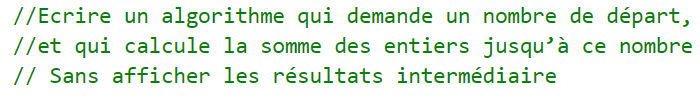 //Ecrire un algorithme qui demande un nombre de départ,
//et qui calcule la somme des entiers jusqu’à ce nombre
// Sans afficher les résultats intermédiaire